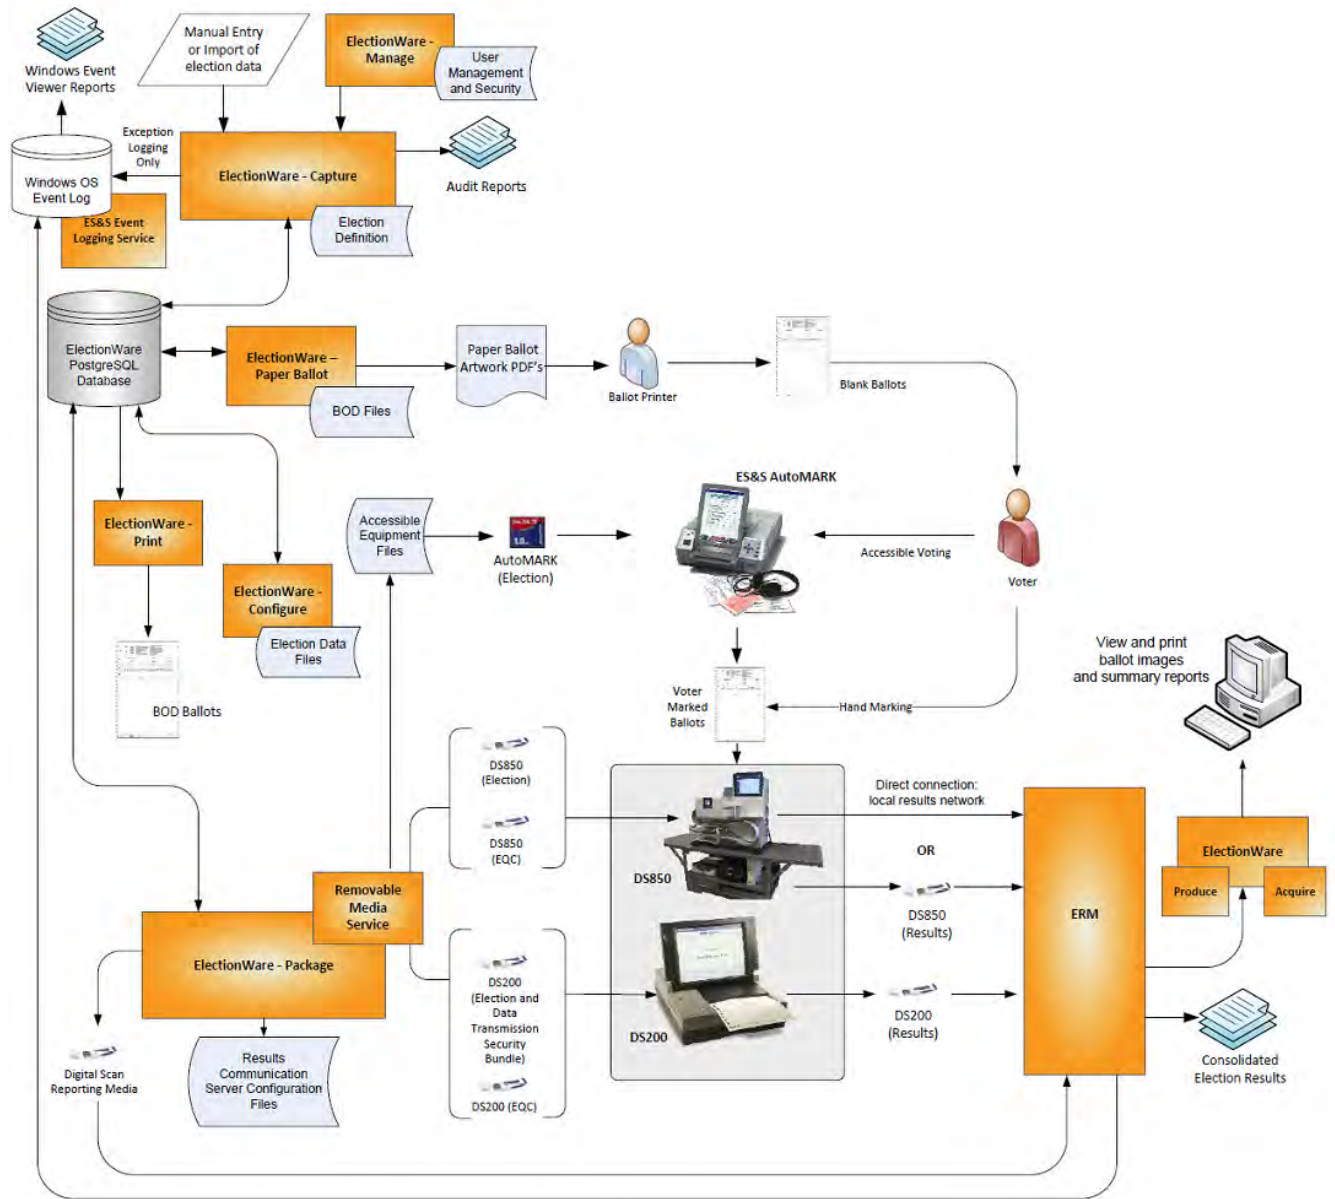 Windows Event
Viewer Reports
Manual Entry
or Import of
election data
ElectionWare -
Manage
User
Management
and Security
Exception
Logging
Only
ElectionWare - Capture
Audit Reports
Windows OS
Event Log
ES&S Event
Logging Service
Election
Definition
ElectionWare
PostgreSQL
Database
ElectionWare –
Paper Ballot
BOD Files
Paper Ballot
Artwork PDF's
Ballot Printer
Blank Ballots
ES&S AutoMARK
ElectionWare -
Print
Accessible
Equipment
Files
AutoMARK
(Election)
Accessible Voting
Voter
ElectionWare -
Configure
Election Data
Files
BOD Ballots
Voter
Marked
Ballots
Hand Marking
View and print
ballot images
and summary reports
DS850
(Election)
DS850
(EQC)
DS850
Direct connection:
local results network
OR
DS850
(Results)
ERM
ElectionWare
Produce
Acquire
Removable
Media
Service
ElectionWare - Package
DS200
(Election and
Data
Transmission
Security
Bundle)
DS200 (EQC)
DS200
DS200
(Results)
Consolidated
Election Results
Digital Scan
Reporting Media
Results
Communication
Server Configuration
Files